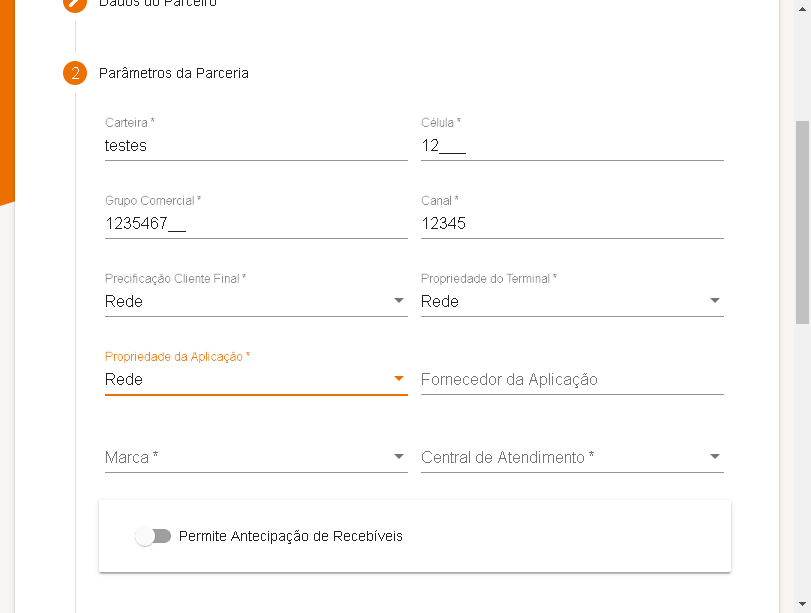 Dados do Parceiro
2 Parâmetros da Parceria
Carteira *
testes
Célula *
12___
Grupo Comercial *
1235467__
Canal *
12345
Precificação Cliente Final *
Rede
Propriedade do Terminal *
Rede
Propriedade da Aplicação *
Rede
Fornecedor da Aplicação
Marca *
Central de Atendimento *
Permite Antecipação de Recebíveis